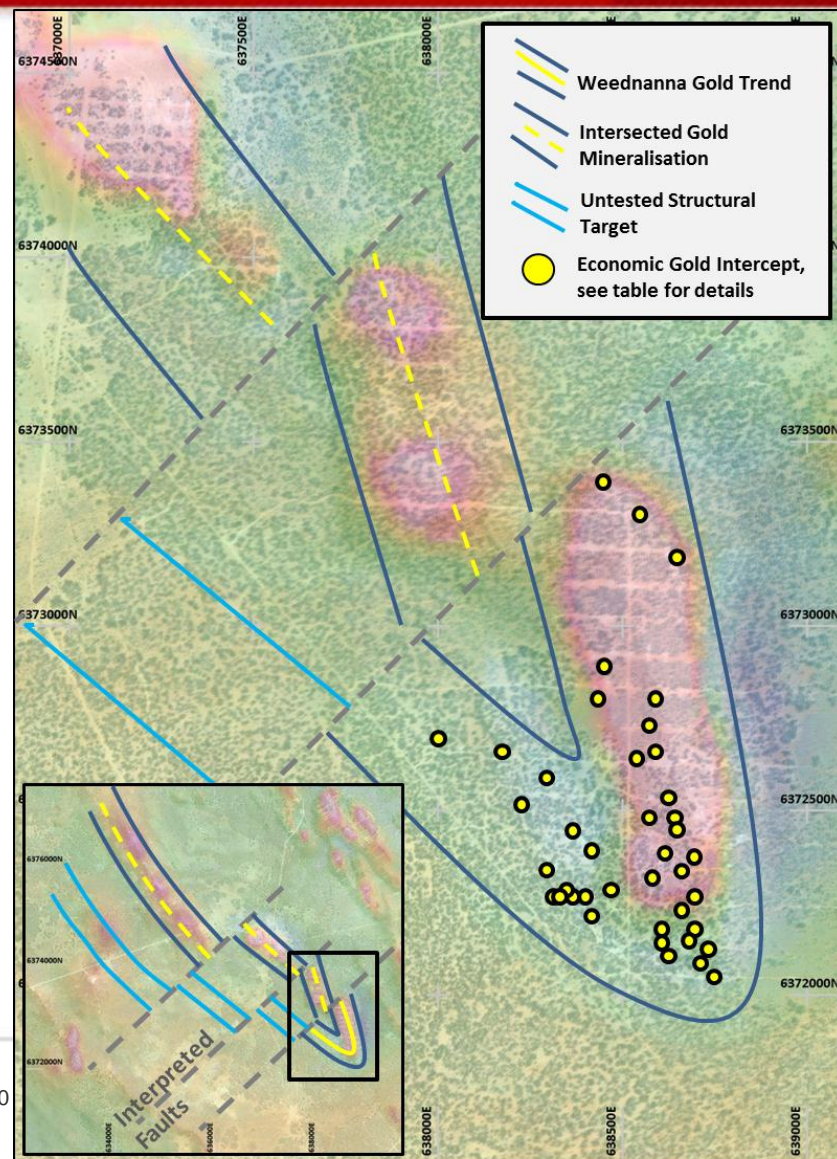 637000E
637500E
638000E
6374500N
Weednanna Gold Trend
Intersected Gold
Mineralisation
Untested Structural
Target
Economic Gold Intercept,
see table for details
6374000N
6373500N
6373500N
6373000N
6373000N
6372500N
6372000N
6376000N
6374000N
6372000N
Interpreted
Faults
634000E
636000E
638000E
638000E
638500E
639000E
0